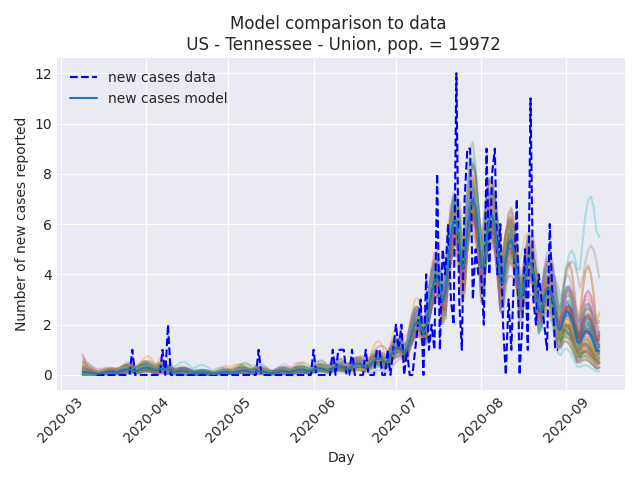 Model comparison to data
US - Tennessee - Union, pop. = 19972
new cases data
new cases model
Number of new cases reported
12
10
8
6
4
2
0
2020-03
2020-04
2020-05
2020-06
2020-07
2020-08
2020-09
Day